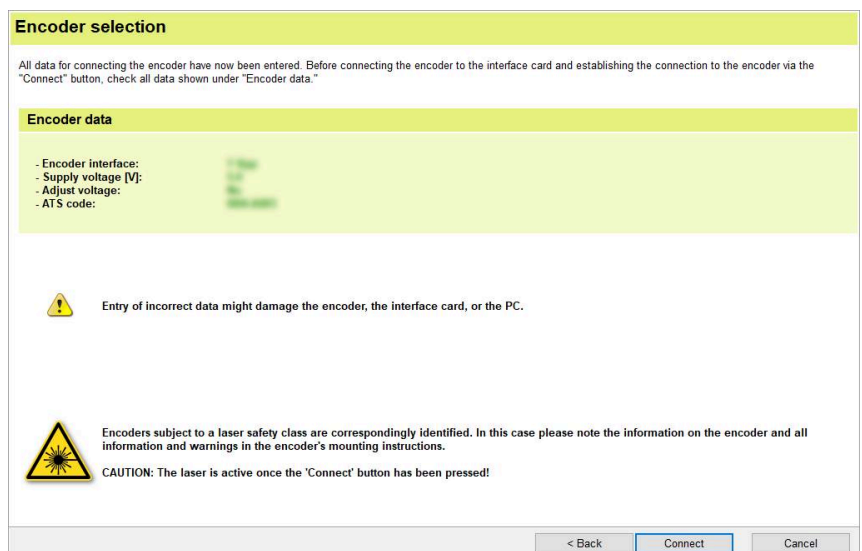 Encoder selection
All data for connecting the encoder have now been entered. Before connecting the encoder to the interface card and establishing the connection to the encoder via the
"Connect" button, check all data shown under "Encoder data."
Encoder data
- Encoder interface:
- Supply voltage [V]:
- Adjust voltage:
- ATS code:
Entry of incorrect data might damage the encoder, the interface card, or the PC.
Encoders subject to a laser safety class are correspondingly identified. In this case please note the information on the encoder and all
information and warnings in the encoder's mounting instructions.
CAUTION: The laser is active once the 'Connect' button has been pressed!
< Back Connect Cancel